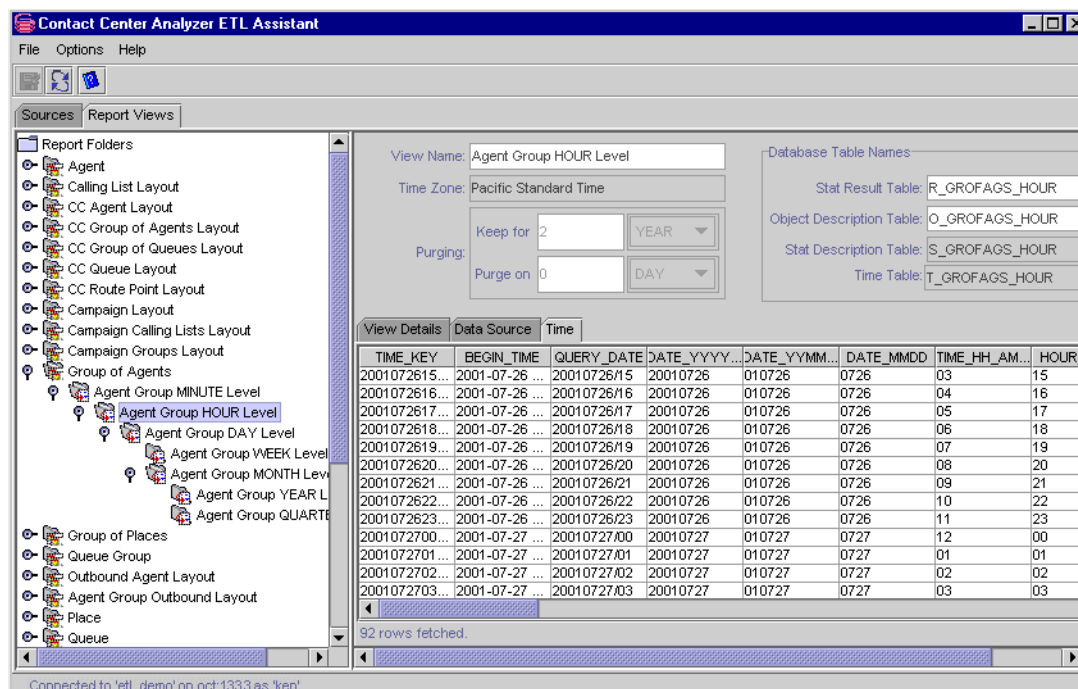 Contact Center Analyzer ETL Assistant
File Options Help
Sources Report Views
Report Folders
Agent
Calling List Layout
CC Agent Layout
CC Group of Agents Layout
CC Group of Queues Layout
CC Queue Layout
CC Route Point Layout
Campaign Layout
Campaign Calling Lists Layout
Campaign Groups Layout
Group of Agents
Agent Group MINUTE Level
Agent Group HOUR Level
Agent Group DAY Level
Agent Group WEEK Level
Agent Group MONTH Lev
Agent Group YEAR L
Agent Group QUARTE
Group of Places
Queue Group
Outbound Agent Layout
Agent Group Outbound Layout
Place
Queue
View Name: Agent Group HOUR Level
Time Zone: Pacific Standard Time
Purging:
Keep for 2 YEAR
Purge on 0 DAY
Database Table Names
Stat Result Table: R_GROFAGS_HOUR
Object Description Table: O_GROFAGS_HOUR
Stat Description Table: S_GROFAGS_HOUR
Time Table: T_GROFAGS_HOUR
View Details Data Source Time
TIME_KEY BEGIN_TIME QUERY_DATE DATE_YYYY... DATE_YYMM... DATE_MMDD TIME_HH_AM... HOUR
2001072615... 2001-07-26 ... 20010726/15 20010726 010726 0726 03 15
2001072616... 2001-07-26 ... 20010726/16 20010726 010726 0726 04 16
2001072617... 2001-07-26 ... 20010726/17 20010726 010726 0726 05 17
2001072618... 2001-07-26 ... 20010726/18 20010726 010726 0726 06 18
2001072619... 2001-07-26 ... 20010726/19 20010726 010726 0726 07 19
2001072620... 2001-07-26 ... 20010726/20 20010726 010726 0726 08 20
2001072621... 2001-07-26 ... 20010726/21 20010726 010726 0726 09 21
2001072622... 2001-07-26 ... 20010726/22 20010726 010726 0726 10 22
2001072623... 2001-07-26 ... 20010726/23 20010726 010726 0726 11 23
2001072700... 2001-07-27 ... 20010727/00 20010727 010727 0727 12 00
2001072701... 2001-07-27 ... 20010727/01 20010727 010727 0727 01 01
2001072702... 2001-07-27 ... 20010727/02 20010727 010727 0727 02 02
2001072703... 2001-07-27 ... 20010727/03 20010727 010727 0727 03 03
92 rows fetched.
Connected to 'etl_demo' on oct:1333 as 'ken'